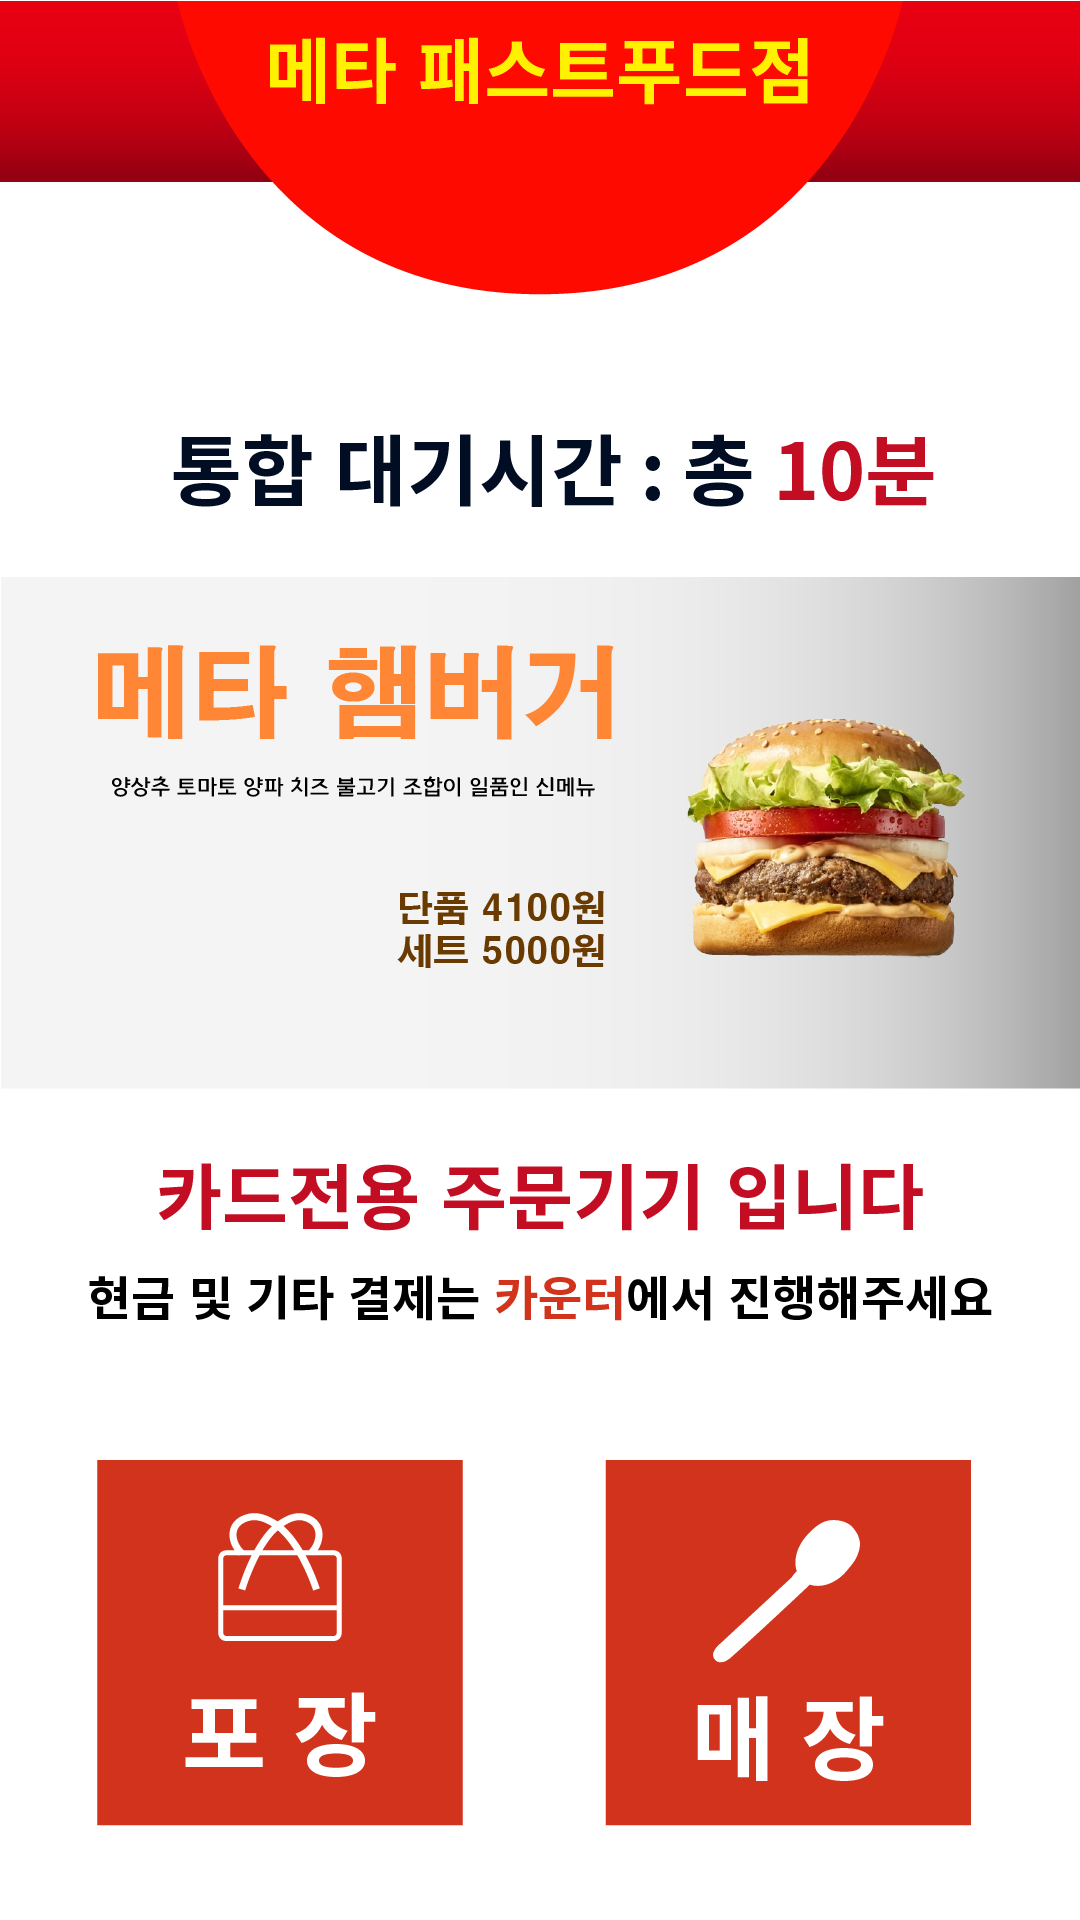 메타 패스트푸드점
통합 대기시간 : 총 10분
메타 햄버거
양상추 토마토 양파 치즈 불고기 조합이 일품인 신메뉴
단품 4100원
세트 5000원
카드전용 주문기기 입니다
현금 및 기타 결제는 카운터에서 진행해주세요
포 장
매 장